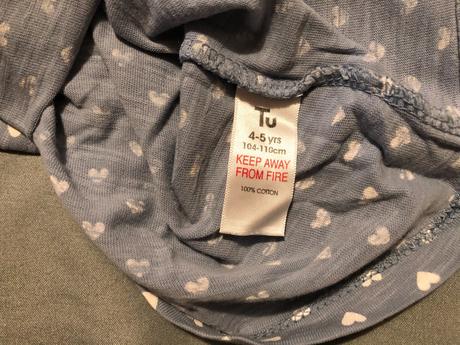 Tu
4-5 yrs
104-110cm
KEEP AWAY
FROM FIRE
100% COTTON